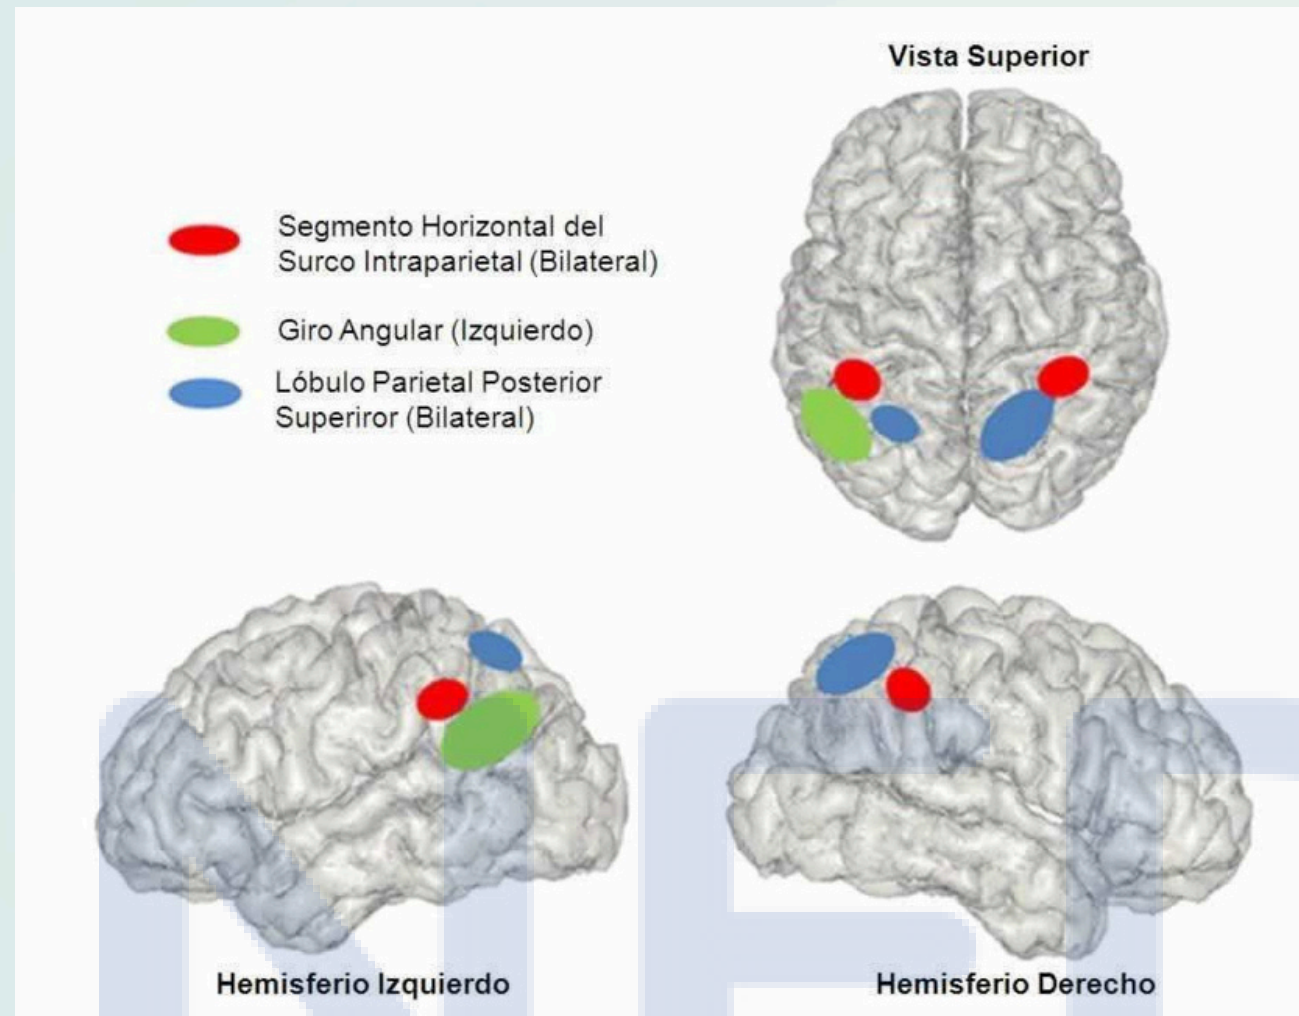 Vista Superior
Segmento Horizontal del
Surco Intraparietal (Bilateral)
Giro Angular (Izquierdo)
Lóbulo Parietal Posterior
Superiror (Bilateral)
Hemisferio Izquierdo
Hemisferio Derecho